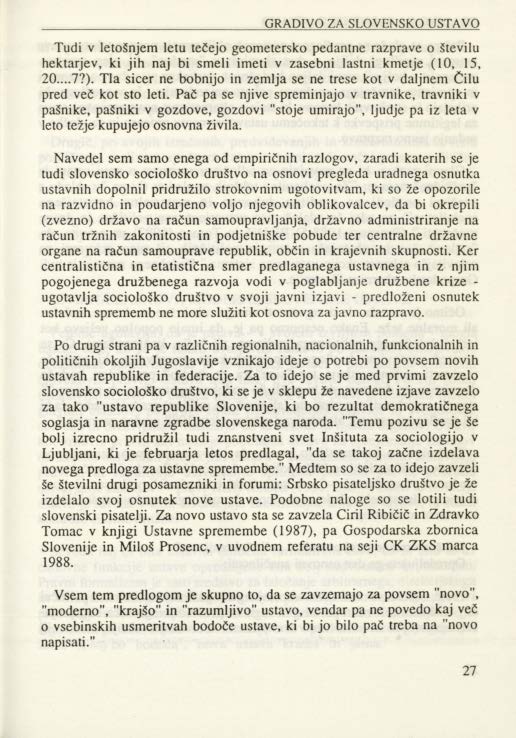 GRADIVO ZA SLOVENSKO USTAVO
Tudi v letošnjem letu tečejo geometersko pedantne razprave o številu
hektarjev, ki jih naj bi smeli imeti v zasebni lastni kmetje (10, 15,
20....7?). Tla sicer ne bobnijo in zemlja se ne trese kot v daljnem Čilu
pred več kot sto leti. Pač pa se njive spreminjajo v travnike, travniki v
pašnike, pašniki v gozdove, gozdovi "stoje umirajo", ljudje pa iz leta v
leto težje kupujejo osnovna živila.
Navedel sem samo enega od empiričnih razlogov, zaradi katerih se je
tudi slovensko sociološko društvo na osnovi pregleda uradnega osnutka
ustavnih dopolnil pridružilo strokovnim ugotovitvam, ki so že opozorile
na razvidno in poudarjeno voljo njegovih oblikovalcev, da bi okrepili
(zvezno) državo na račun samoupravljanja, državno administriranje na
račun tržnih zakonitosti in podjetniške pobude ter centralne državne
organe na račun samouprave republik, občin in krajevnih skupnosti. Ker
centralistična in etatistična smer predlaganega ustavnega in z njim
pogojenega družbenega razvoja vodi v poglabljanje družbene krize -
ugotavlja sociološko društvo v svoji javni izjavi - predloženi osnutek
ustavnih sprememb ne more služiti kot osnova za javno razpravo.
Po drugi strani pa v različnih regionalnih, nacionalnih, funkcionalnih in
političnih okoljih Jugoslavije vznikajo ideje o potrebi po povsem novih
ustavah republike in federacije. Za to idejo se je med prvimi zavzelo
slovensko sociološko društvo, ki se je v sklepu že navedene izjave zavzelo
za tako "ustavo republike Slovenije, ki bo rezultat demokratičnega
soglasja in naravne zgradbe slovenskega naroda. "Temu pozivu se je še
bolj izrecno pridružil tudi znanstveni svet Inšituta za sociologijo v
Ljubljani, ki je februarja letos predlagal, "da se takoj začne izdelava
novega predloga za ustavne spremembe." Medtem so se za to idejo zavzeli
še številni drugi posamezniki in forumi: Srbsko pisateljsko društvo je že
izdelalo svoj osnutek nove ustave. Podobne naloge so se lotili tudi
slovenski pisatelji. Za novo ustavo sta se zavzela Ciril Ribičič in Zdravko
Tomac v knjigi Ustavne spremembe (1987), pa Gospodarska zbornica
Slovenije in Miloš Prosenc, v uvodnem referatu na seji CK ZKS marca
1988.
Vsem tem predlogom je skupno to, da se zavzemajo za povsem "novo",
"moderno", "krajšo" in "razumljivo" ustavo, vendar pa ne povedo kaj več
o vsebinskih usmeritvah bodoče ustave, ki bi jo bilo pač treba na "novo
napisati."
27